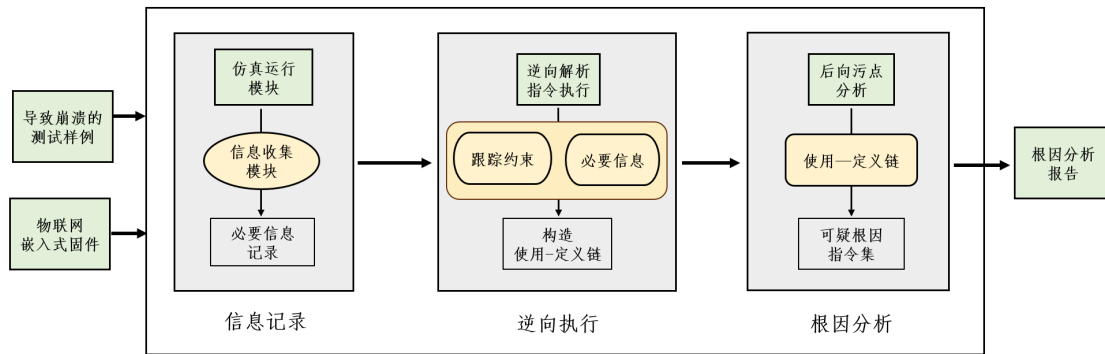 导致崩溃的
测试样例
物联网
嵌入式固件
仿真运行
模块
信息收集
模块
必要信息
记录
信息记录
逆向解析
指令执行
跟踪约束
必要信息
构造
使用-定义链
逆向执行
后向污点
分析
使用—定义链
可疑根因
指令集
根因分析
根因分析
报告